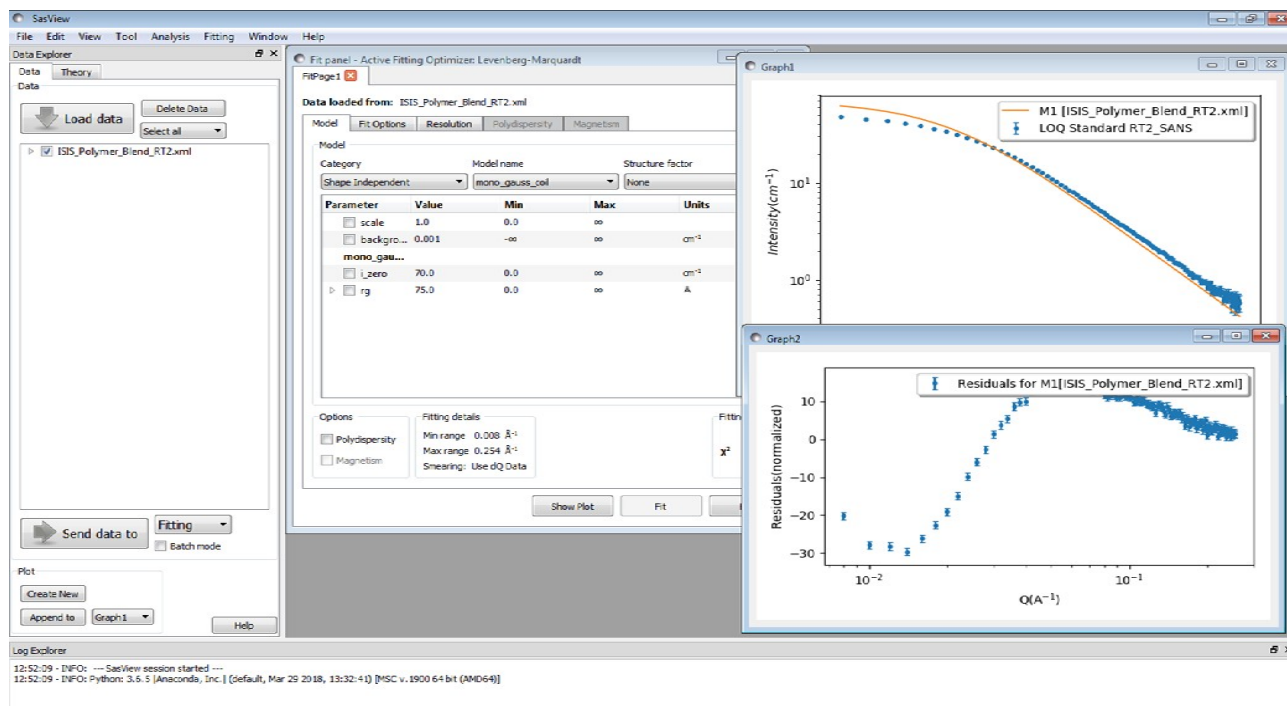 SasView
File Edit View Tool Analysis Fitting Window Help
Data Explorer
Data Theory
Data
Load data
Delete Data
Select all
ISIS_Polymer_Blend_RT2.xml
Send data to
Fitting
Batch mode
Plot
Create New
Append to Graph1
Help
Fit panel - Active Fitting Optimizer: Levenberg-Marquardt
FitPage1
Data loaded from: ISIS_Polymer_Blend_RT2.xml
Model Fit Options Resolution Polydispersity Magnetism
Model
Category Model name Structure factor
Shape Independent mono_gauss_coil None
Parameter Value Min Max Units
scale 1.0 0.0 ∞
backgro... 0.001 -∞ ∞ cm⁻¹
mono_gau...
i_zero 70.0 0.0 ∞ cm⁻¹
rg 75.0 0.0 ∞ Å
Options
Polydispersity
Magnetism
Fitting details
Min range 0.008 Å⁻¹
Max range 0.254 Å⁻¹
Smearing: Use dQ Data
Fittin
χ²
Show Plot Fit
Graph1
M1 [ISIS_Polymer_Blend_RT2.xml]
LOQ Standard RT2_SANS
Intensity(cm⁻¹)
10¹
10⁰
Graph2
Residuals for M1[ISIS_Polymer_Blend_RT2.xml]
Residuals(normalized)
10
0
−10
−20
−30
10⁻² 10⁻¹
Q(A⁻¹)
Log Explorer
12:52:09 - INFO: --- SasView session started ---
12:52:09 - INFO: Python: 3.6.5 |Anaconda, Inc.| (default, Mar 29 2018, 13:32:41) [MSC v.1900 64 bit (AMD64)]